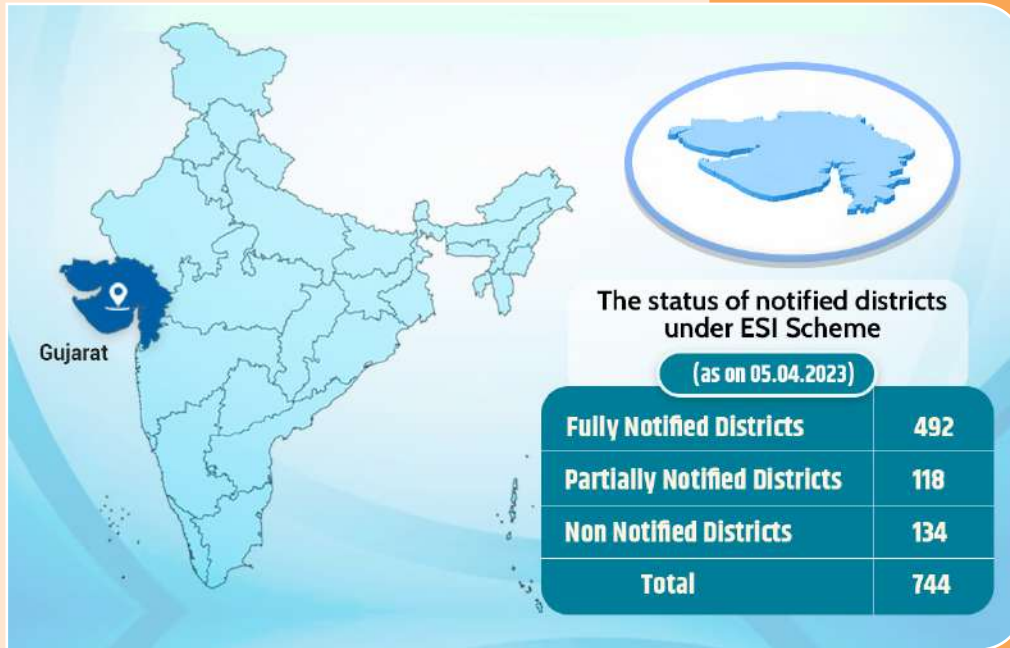 Gujarat
The status of notified districts
under ESI Scheme
(as on 05.04.2023)
Fully Notified Districts 492
Partially Notified Districts 118
Non Notified Districts 134
Total 744